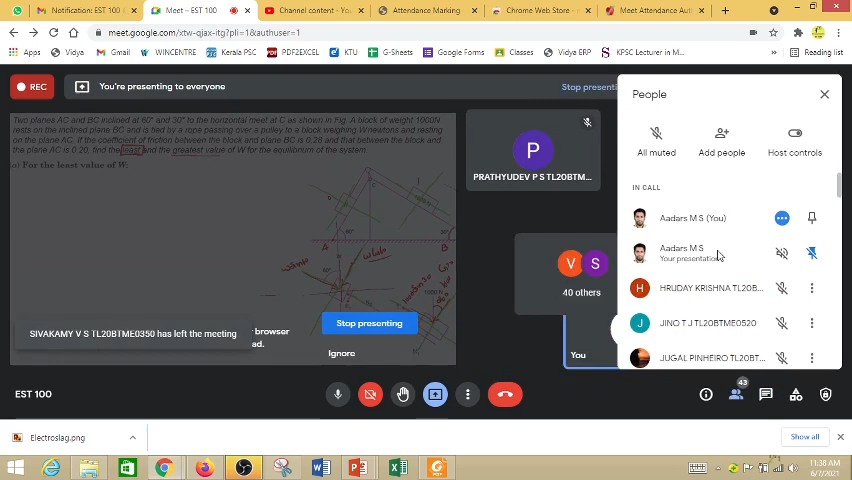 Notification: EST 100
Meet – EST 100
Channel content - YouT
Attendance Marking
Chrome Web Store -
Meet Attendance Aut
meet.google.com/xtw-qjax-itg?pli=1&authuser=1
Apps
Vidya
Gmail
WINCENTRE
Kerala PSC
PDF2EXCEL
KTU
G-Sheets
Google Forms
Classes
Vidya ERP
KPSC Lecturer in M...
»
Reading list
REC
You're presenting to everyone
Stop presenti
Two planes AC and BC inclined at 60° and 30° to the horizontal meet at C as shown in Fig. A block of weight 1000N
rests on the inclined plane BC and is tied by a rope passing over a pulley to a block weighing W newtons and resting
on the plane AC. If the coefficient of friction between the block and plane BC is 0.28 and that between the block and
the plane AC is 0.20, find the least and the greatest value of W for the equilibrium of the system.
For the least value of W:
C
A
B
60°
30°
W
1000 N
PRATHYUDEV P S TL20BTME...
P
V
S
40 others
You
People
All muted
Add people
Host controls
IN CALL
Aadars M S (You)
Aadars M S
Your presentation
H
HRUDAY KRISHNA TL20B...
J
JINO T J TL20BTME0520
JUGAL PINHEIRO TL20BT...
SIVAKAMY V S TL20BTME0350 has left the meeting
r browser
ad.
Stop presenting
Ignore
EST 100
43
Electroslag.png
Show all
11:38 AM
6/7/2021